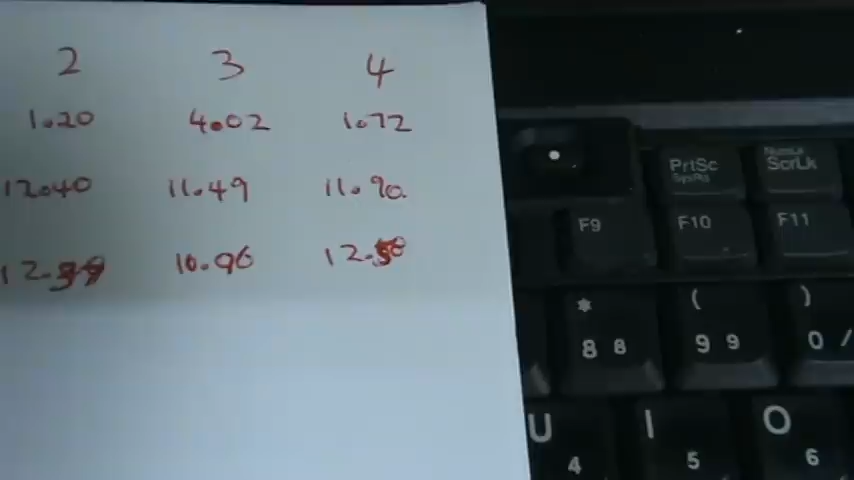 2 3 4
1.20 4.02 1.72
12.40 11.49 11.90.
10.96
PrtSc
SysRq
NumLk
ScrLk
F9 F10 F11
* ( )
8 8 9 9 0 /
U I O
4 5 6